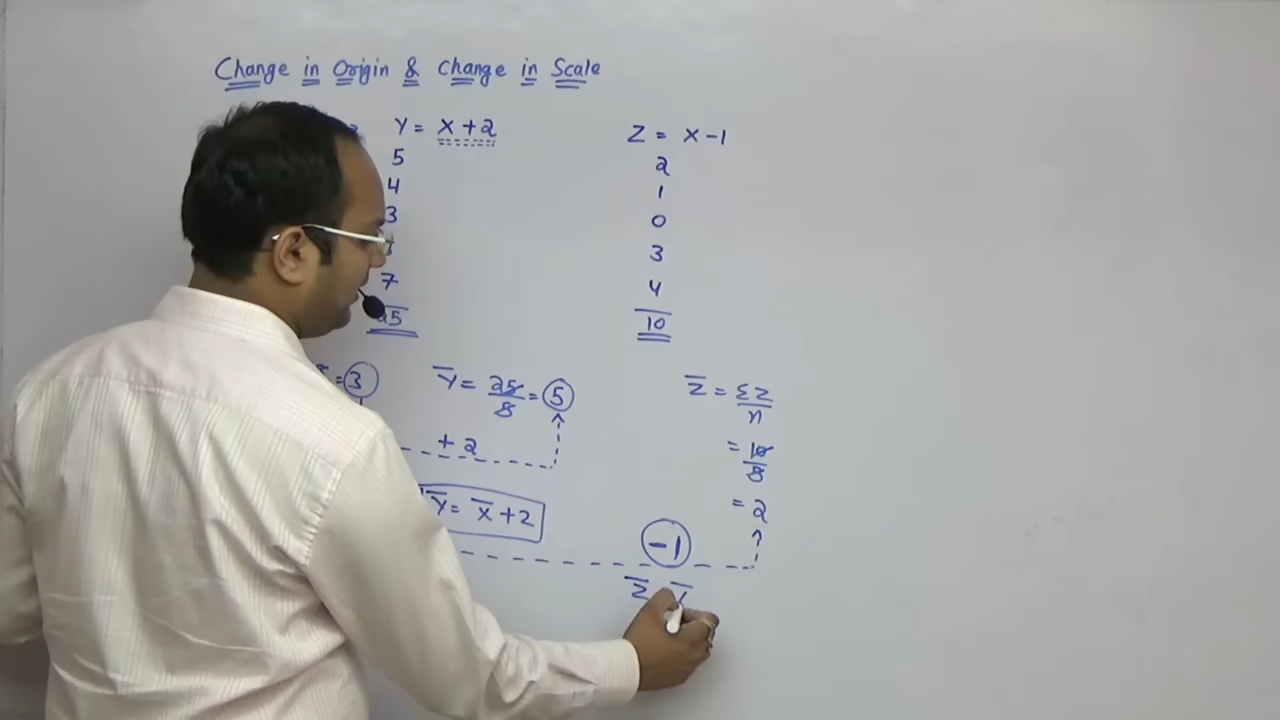 Change in Origin & Change in Scale
Y = X + 2
5
4
3
7
25
Z = X - 1
2
1
0
3
4
10
= 3
Y̅ = 25/5 = 5
+ 2
Y̅ = X̅ + 2
Z̅ = ΣZ/n
= 10/5
= 2
-1
Z̅